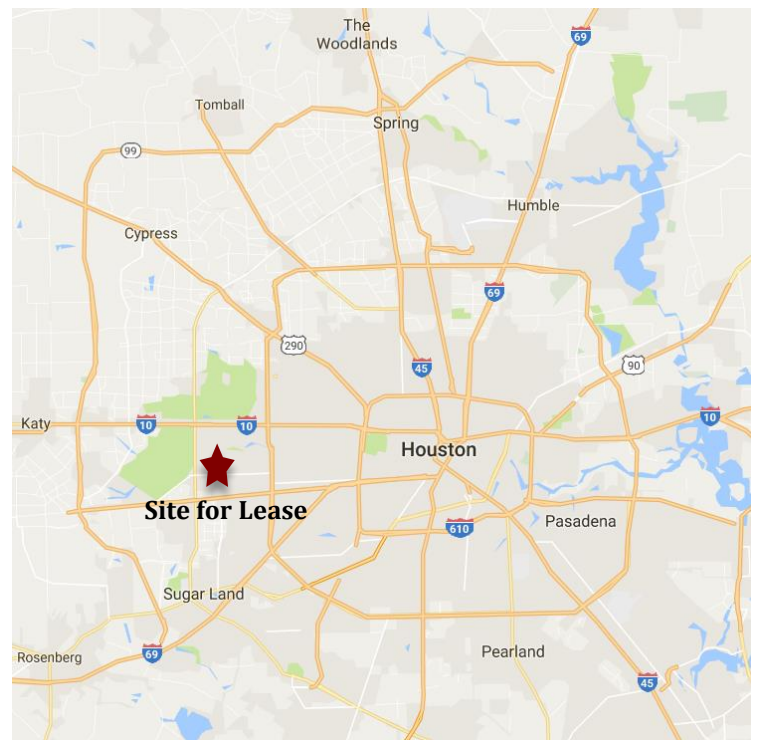 The
Woodlands
69
Tomball
Spring
99
Humble
Cypress
69
290
45
90
Katy
10
10
10
Houston
Site for Lease
Pasadena
610
Sugar Land
Pearland
69
Rosenberg
45